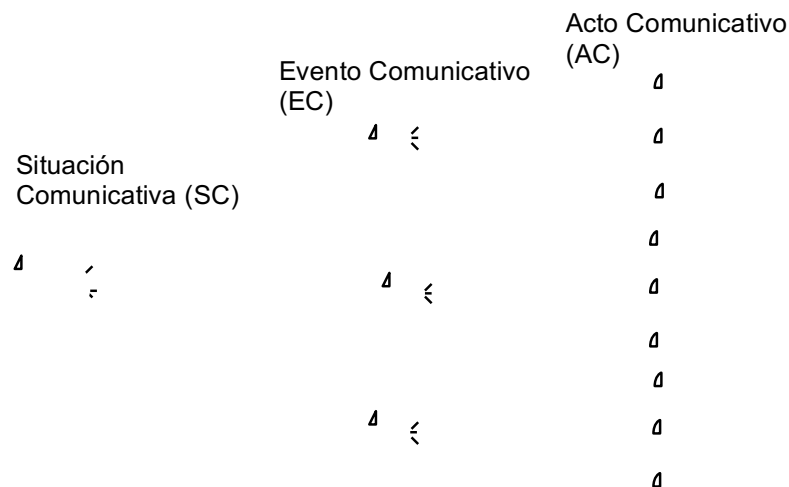 Acto Comunicativo
(AC)
Evento Comunicativo
(EC)
Situación
Comunicativa (SC)